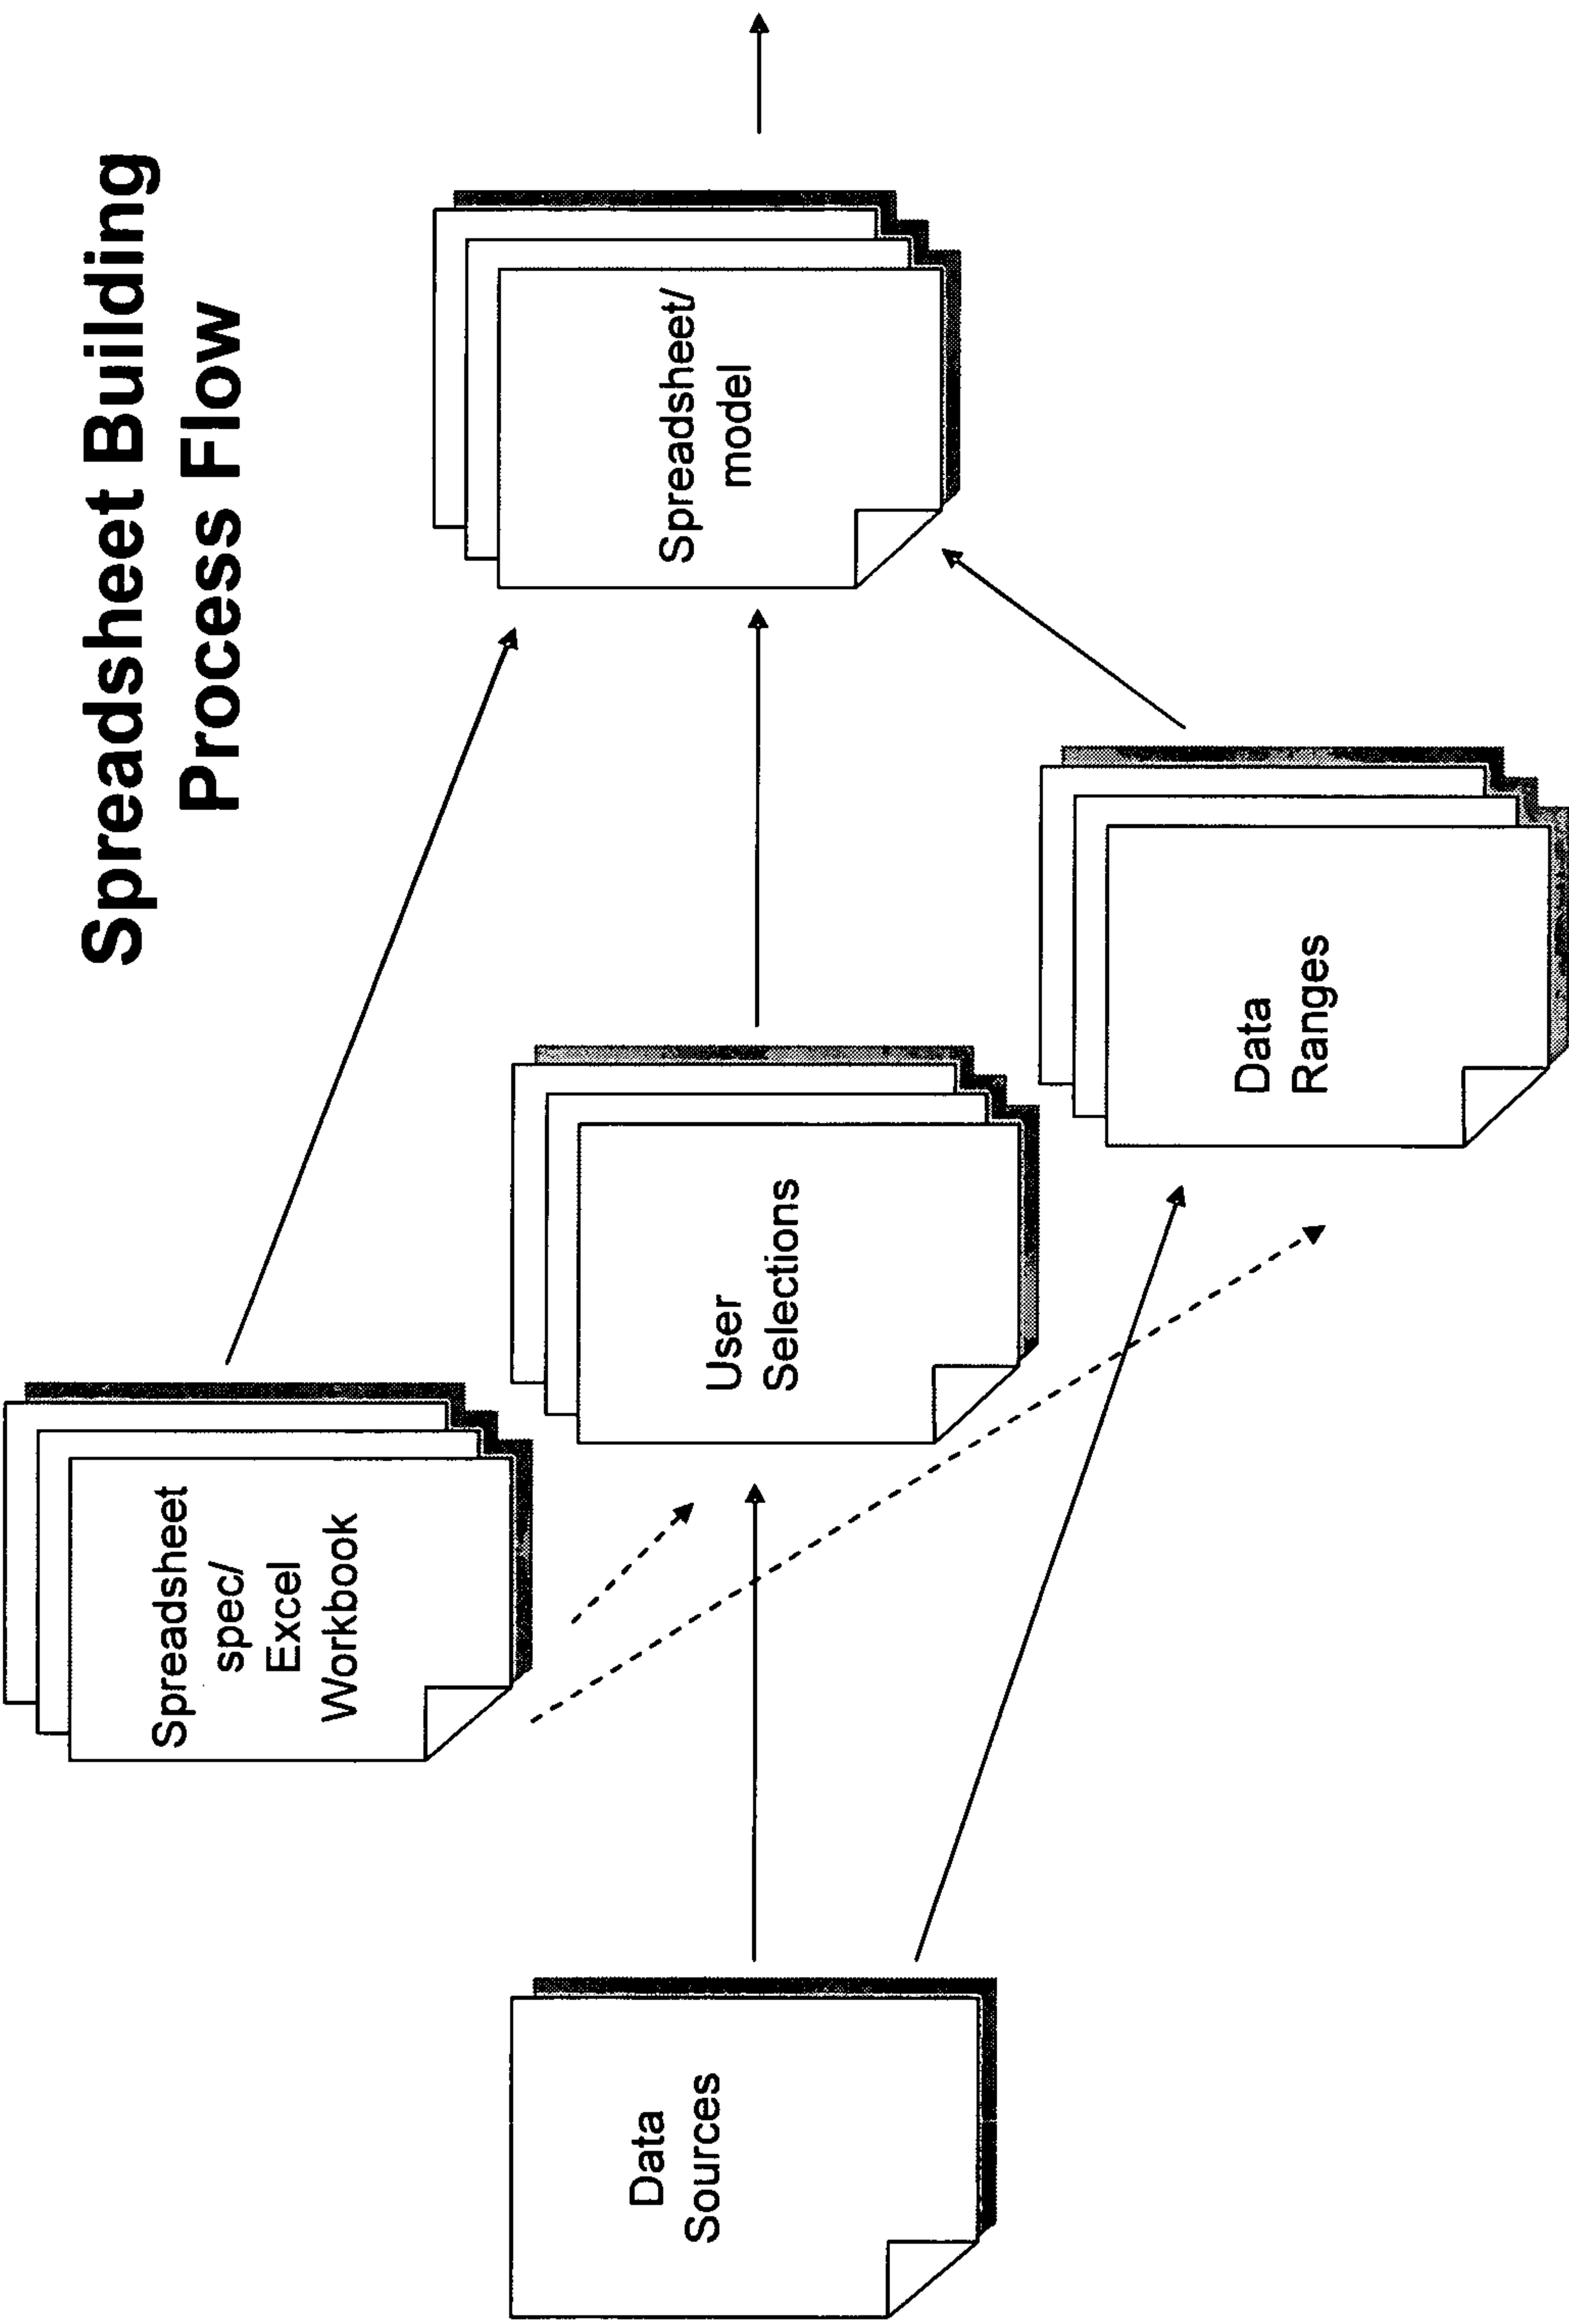 Spreadsheet Building
Process Flow
Spreadsheet
spec/
Excel
Workbook
Spreadsheet/
model
User
Selections
Data
Sources
Data
Ranges